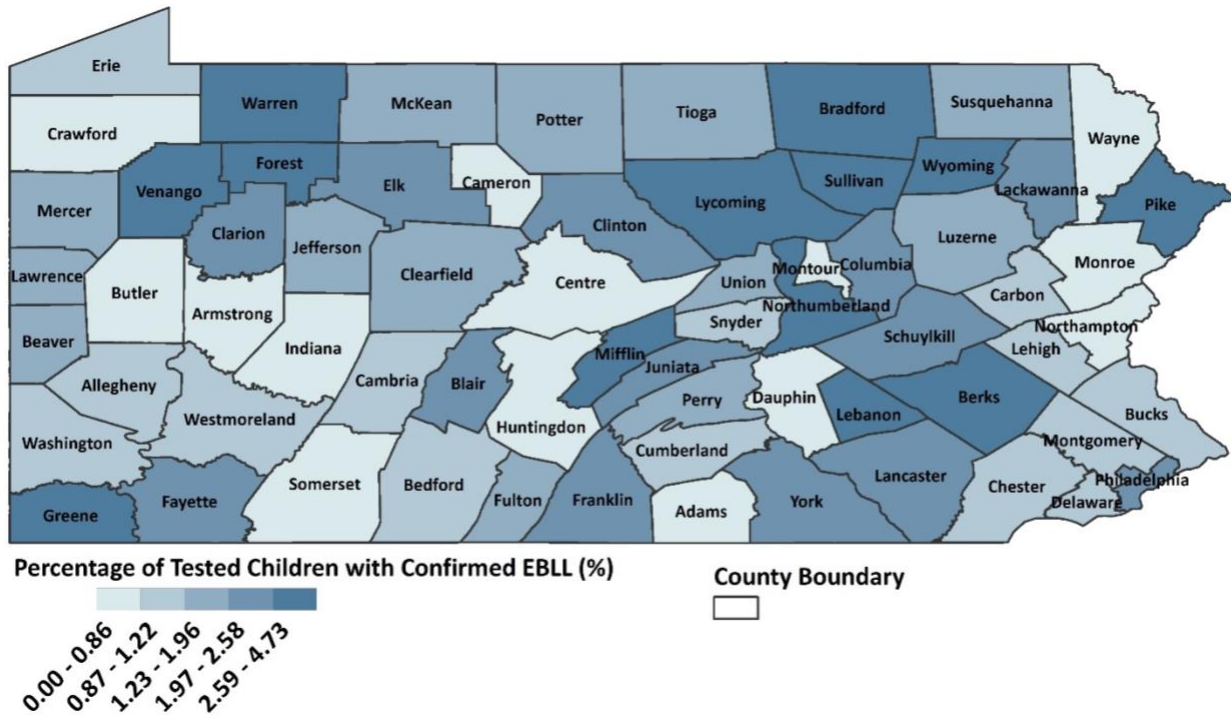 Erie
Warren
McKean
Potter
Tioga
Bradford
Susquehanna
Crawford
Wayne
Forest
Venango
Elk
Cameron
Sullivan
Wyoming
Lackawanna
Pike
Mercer
Clarion
Lycoming
Clinton
Jefferson
Luzerne
Lawrence
Clearfield
Montour
Columbia
Monroe
Butler
Centre
Union
Carbon
Armstrong
Northumberland
Snyder
Northampton
Beaver
Indiana
Schuylkill
Lehigh
Mifflin
Juniata
Allegheny
Cambria
Blair
Perry
Dauphin
Berks
Lebanon
Bucks
Westmoreland
Huntingdon
Washington
Cumberland
Montgomery
Somerset
Bedford
Lancaster
Philadelphia
Chester
Fulton
Franklin
York
Greene
Fayette
Adams
Delaware
Percentage of Tested Children with Confirmed EBLL (%)
0.00 - 0.86
0.87 - 1.22
1.23 - 1.96
1.97 - 2.58
2.59 - 4.73
County Boundary